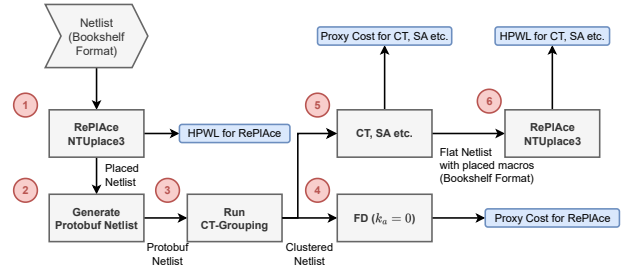 Netlist
(Bookshelf
Format)
Proxy Cost for CT, SA etc.
HPWL for CT, SA etc.
1
RePlAce
NTUplace3
HPWL for RePlAce
5
CT, SA etc.
6
RePlAce
NTUplace3
Placed
Netlist
Flat Netlist
with placed macros
(Bookshelf Format)
2
Generate
Protobuf Netlist
3
Run
CT-Grouping
4
FD (kₐ = 0)
Proxy Cost for RePlAce
Protobuf
Netlist
Clustered
Netlist